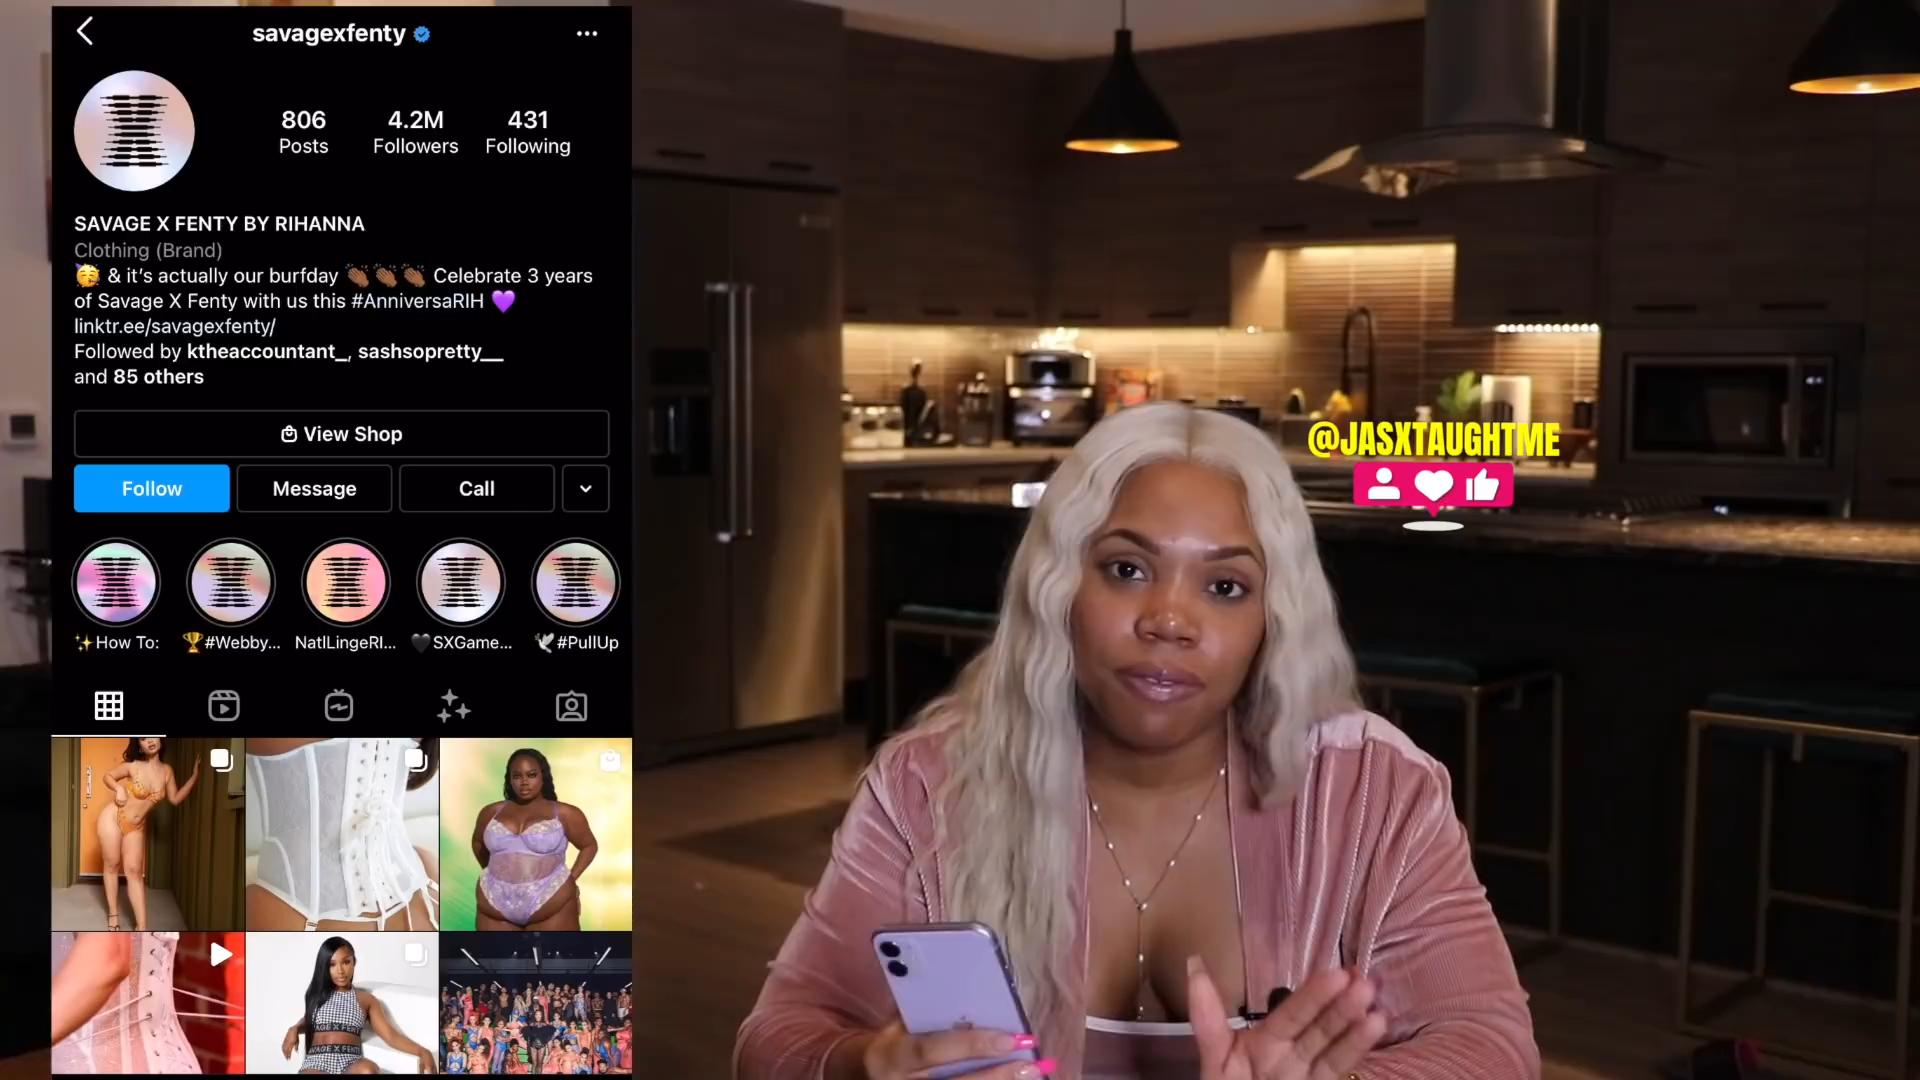 savagexfenty
806
Posts
4.2M
Followers
431
Following
SAVAGE X FENTY BY RIHANNA
Clothing (Brand)
🥳 & it's actually our burfday 👏🏾👏🏾👏🏾 Celebrate 3 years
of Savage X Fenty with us this #AnniversaRIH 💜
linktr.ee/savagexfenty/
Followed by ktheaccountant_, sashsopretty__
and 85 others
View Shop
Follow
Message
Call
✨How To:
🏆#Webby...
NatlLingeRI...
🖤SXGame...
🕊#PullUp
@JASXTAUGHTME